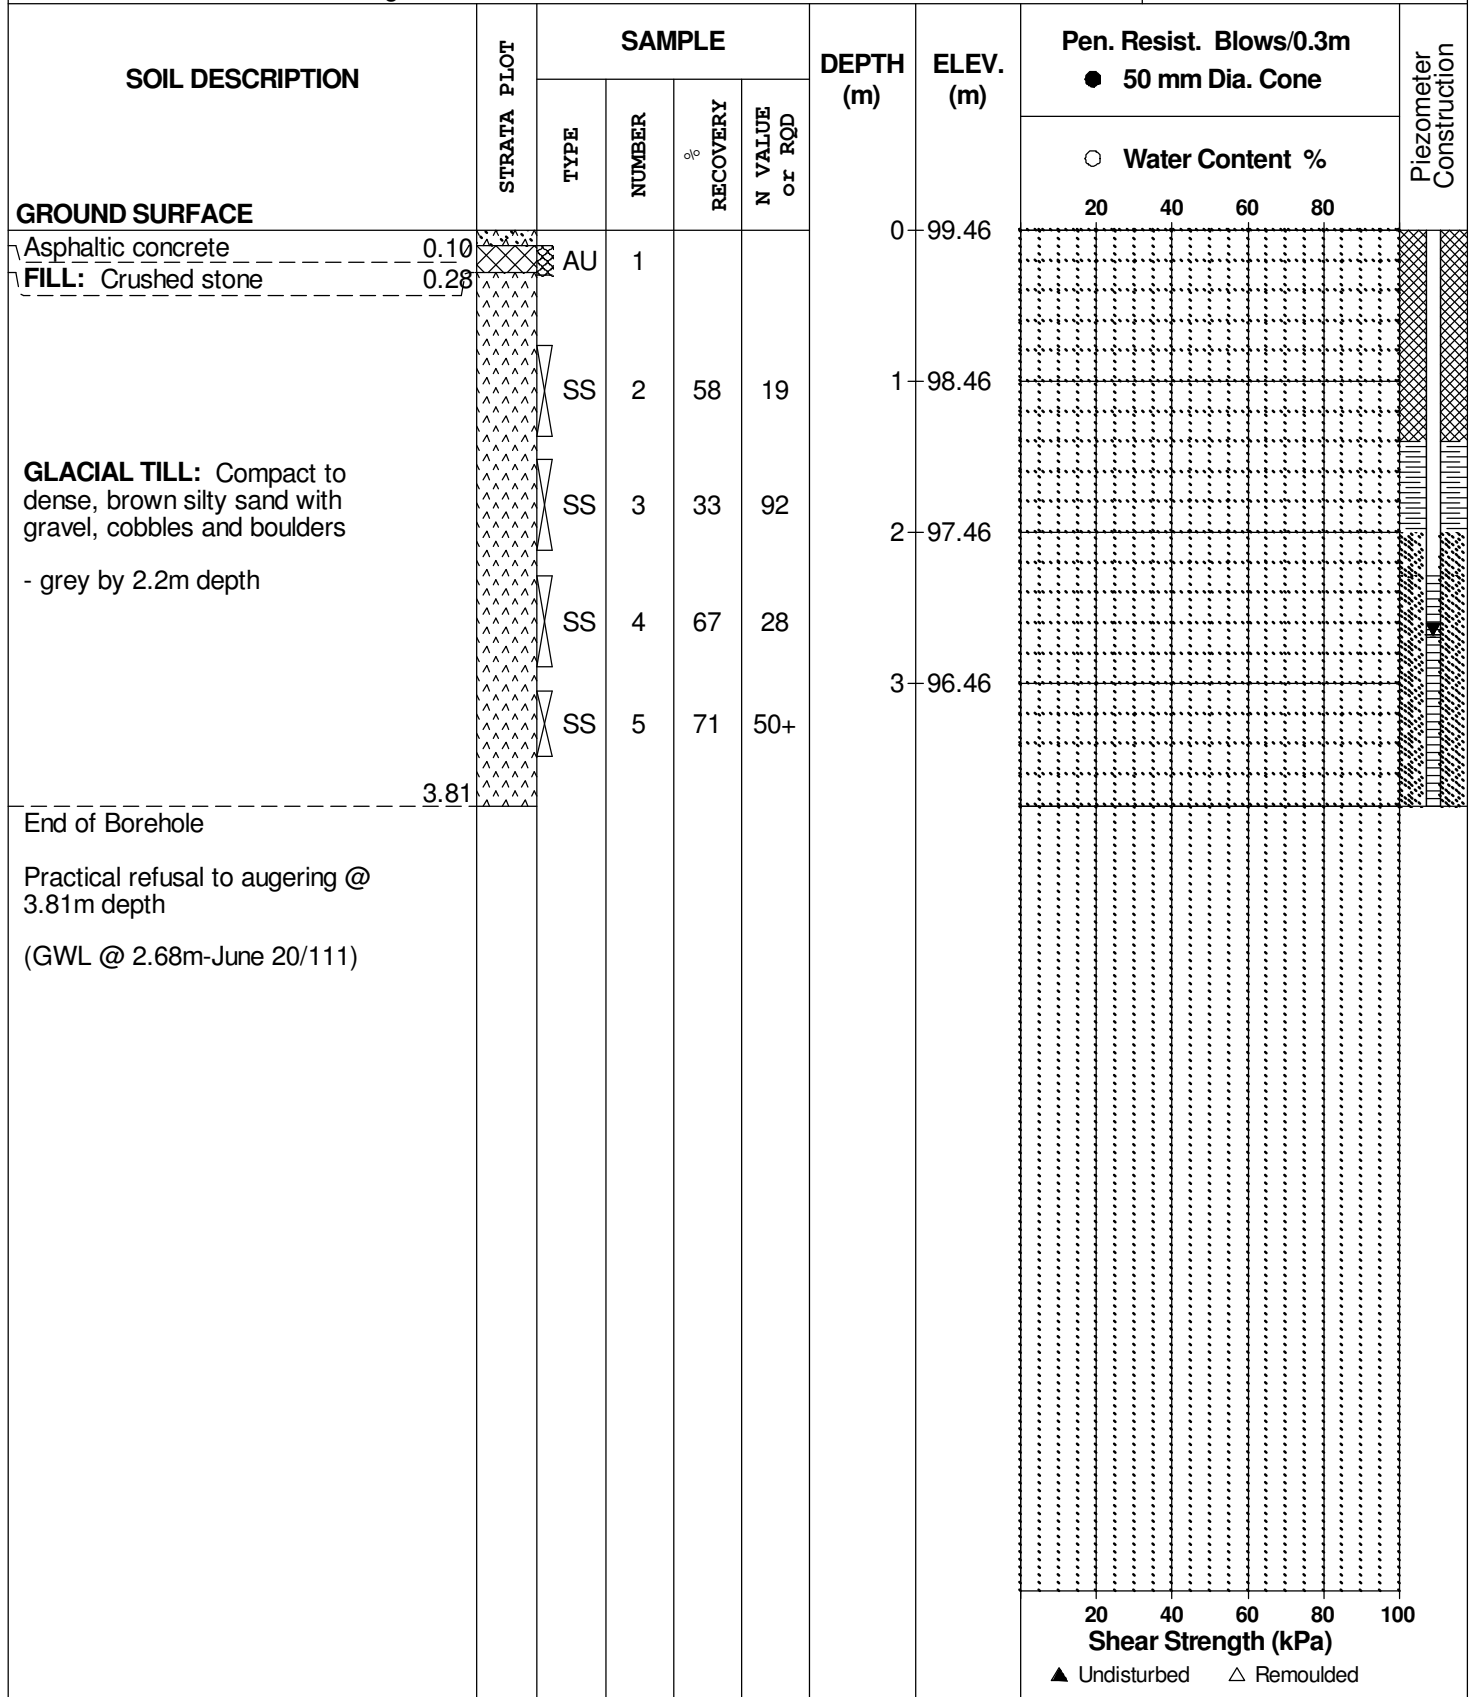 SOIL DESCRIPTION
STRATA PLOT
SAMPLE
TYPE
NUMBER
%
RECOVERY
N VALUE
or RQD
DEPTH
(m)
ELEV.
(m)
Pen. Resist. Blows/0.3m
● 50 mm Dia. Cone
○ Water Content %
Piezometer
Construction
20 40 60 80
GROUND SURFACE
0 99.46
Asphaltic concrete 0.10
FILL: Crushed stone 0.28
AU 1
SS 2 58 19
1 98.46
GLACIAL TILL: Compact to
dense, brown silty sand with
gravel, cobbles and boulders
- grey by 2.2m depth
SS 3 33 92
2 97.46
SS 4 67 28
3 96.46
SS 5 71 50+
3.81
End of Borehole
Practical refusal to augering @
3.81m depth
(GWL @ 2.68m-June 20/111)
20 40 60 80 100
Shear Strength (kPa)
▲ Undisturbed △ Remoulded